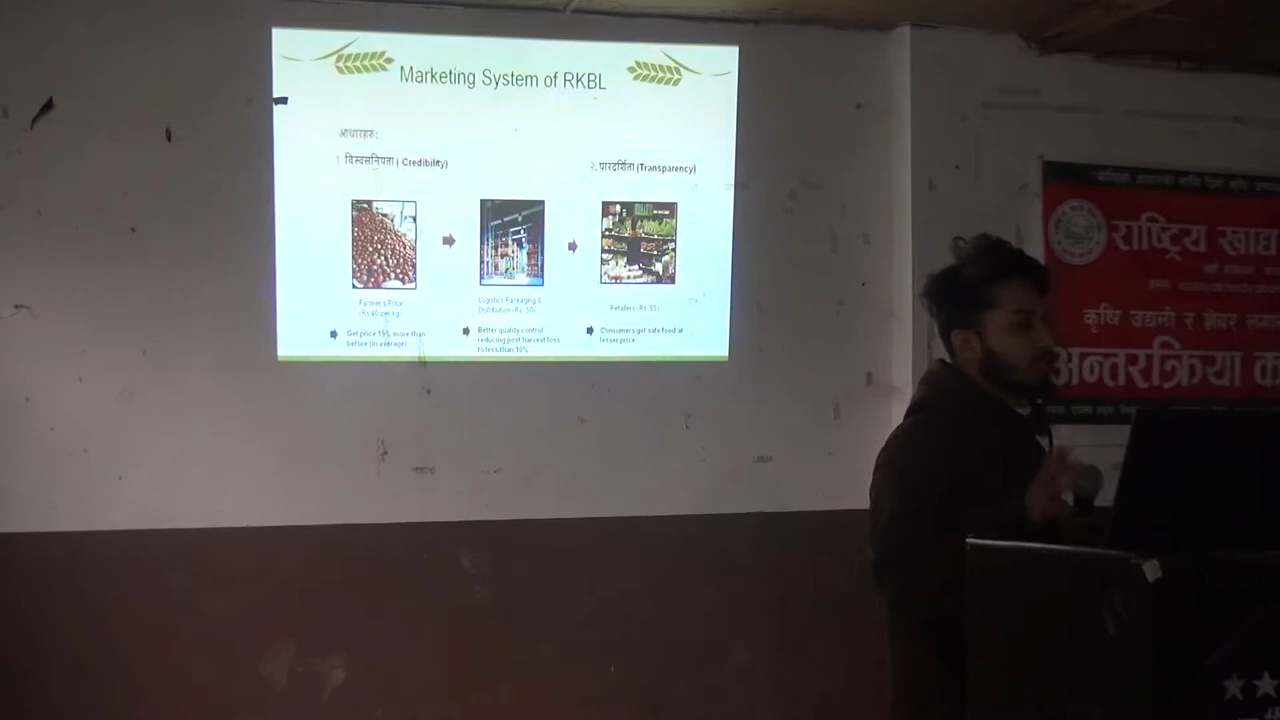 Marketing System of RKBL
आधारहरु:
१. विश्वसनियता ( Credibility)
२. पारदर्शिता (Transparency)
Farmer's Price
(Rs 40 per kg)
Logistics Packaging &
Distribution (Rs. 50)
Retailers (Rs. 55)
Get price 15% more than
before (in average)
Better quality control
reducing post harvest loss
to less than 10%
Consumers get safe food at
lesser price
राष्ट्रिय खाद्य
कृषि उद्यमी र शेयर
अन्तरक्रिया